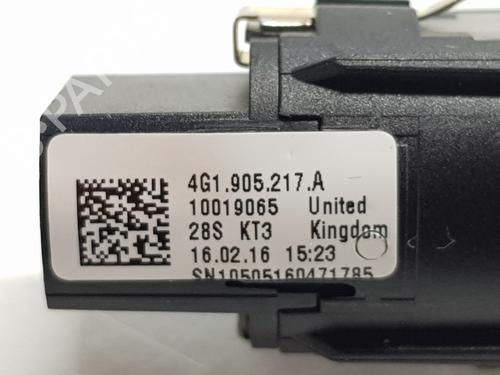 4G1.905.217.A
10019065 United
28S KT3 Kingdom
16.02.16 15:23
SN10505160471785